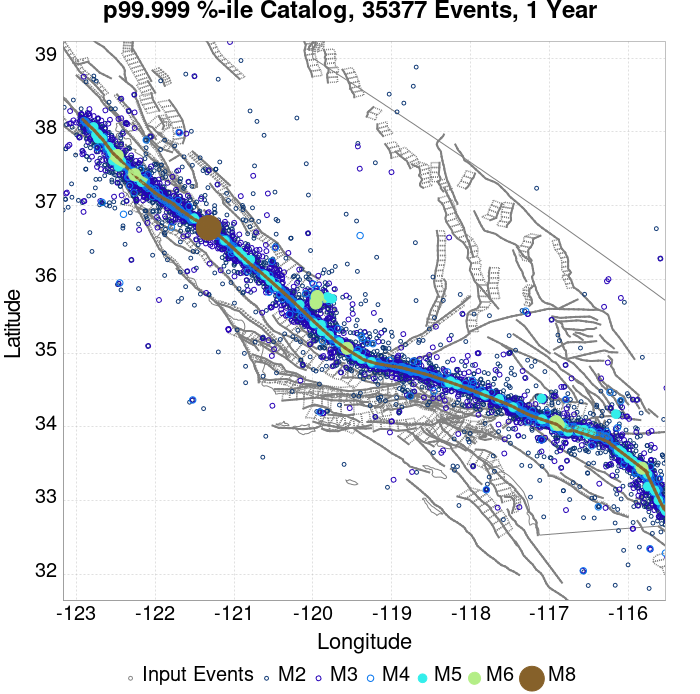 p99.999 %-ile Catalog, 35377 Events, 1 Year
39
38
37
36
35
34
33
32
Latitude
-123 -122 -121 -120 -119 -118 -117 -116
Longitude
Input Events M2 M3 M4 M5 M6 M8